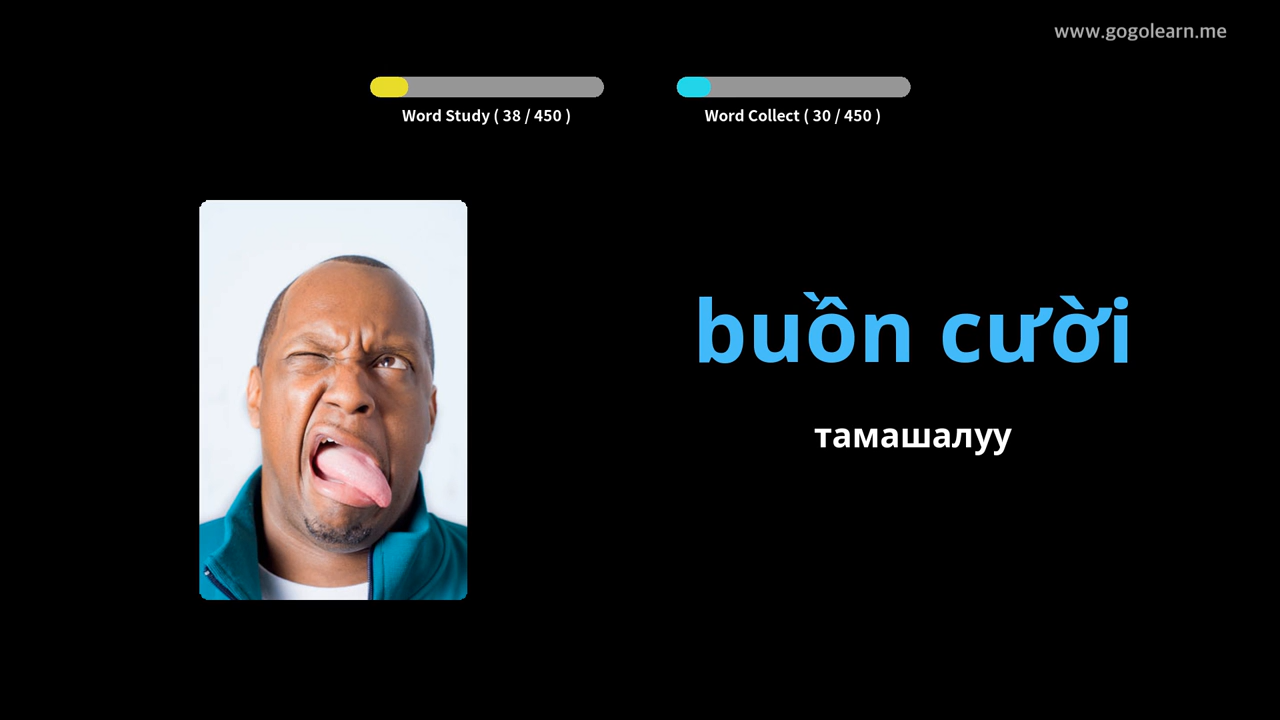 www.gogolearn.me
Word Study ( 38 / 450 )
Word Collect ( 30 / 450 )
buồn cười
тамашалуу